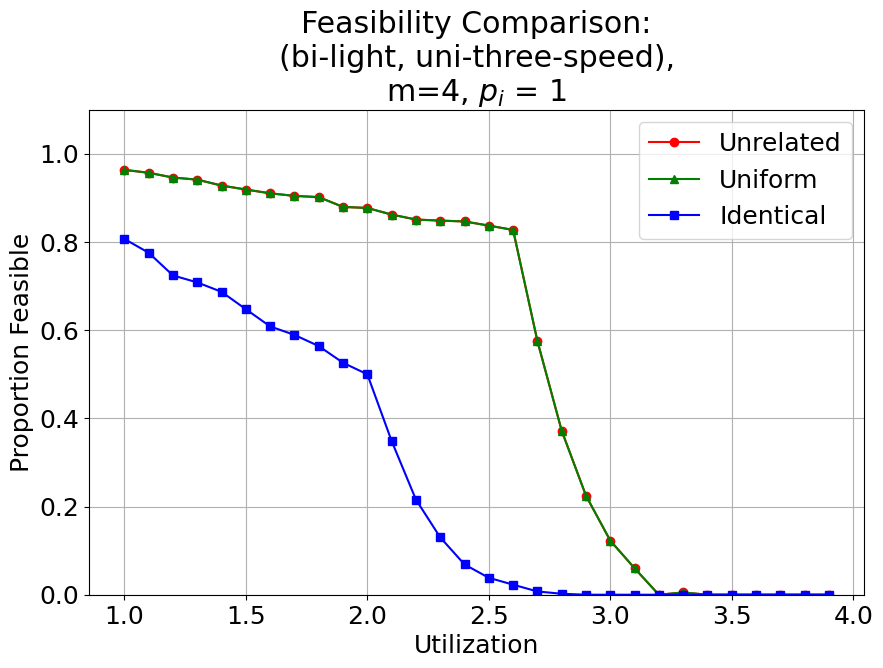 Feasibility Comparison:
(bi-light, uni-three-speed),
m=4, $p_i$ = 1
Unrelated
Uniform
Identical
Proportion Feasible
1.0
0.8
0.6
0.4
0.2
0.0
1.0 1.5 2.0 2.5 3.0 3.5 4.0
Utilization